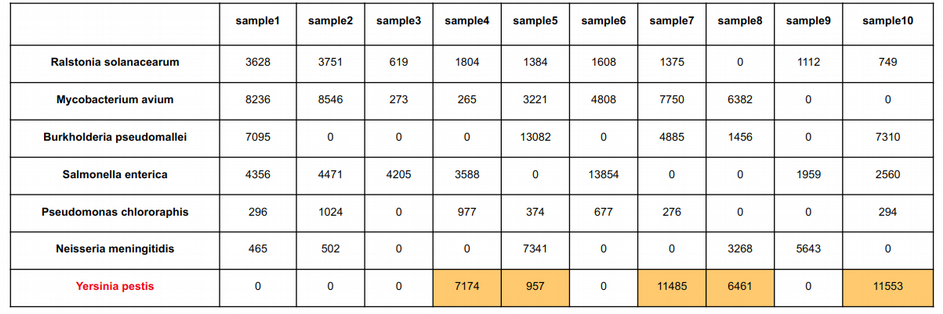 sample1 sample2 sample3 sample4 sample5 sample6 sample7 sample8 sample9 sample10
Ralstonia solanacearum 3628 3751 619 1804 1384 1608 1375 0 1112 749
Mycobacterium avium 8236 8546 273 265 3221 4808 7750 6382 0 0
Burkholderia pseudomallei 7095 0 0 0 13082 0 4885 1456 0 7310
Salmonella enterica 4356 4471 4205 3588 0 13854 0 0 1959 2560
Pseudomonas chlororaphis 296 1024 0 977 374 677 276 0 0 294
Neisseria meningitidis 465 502 0 0 7341 0 0 3268 5643 0
Yersinia pestis 0 0 0 7174 957 0 11485 6461 0 11553